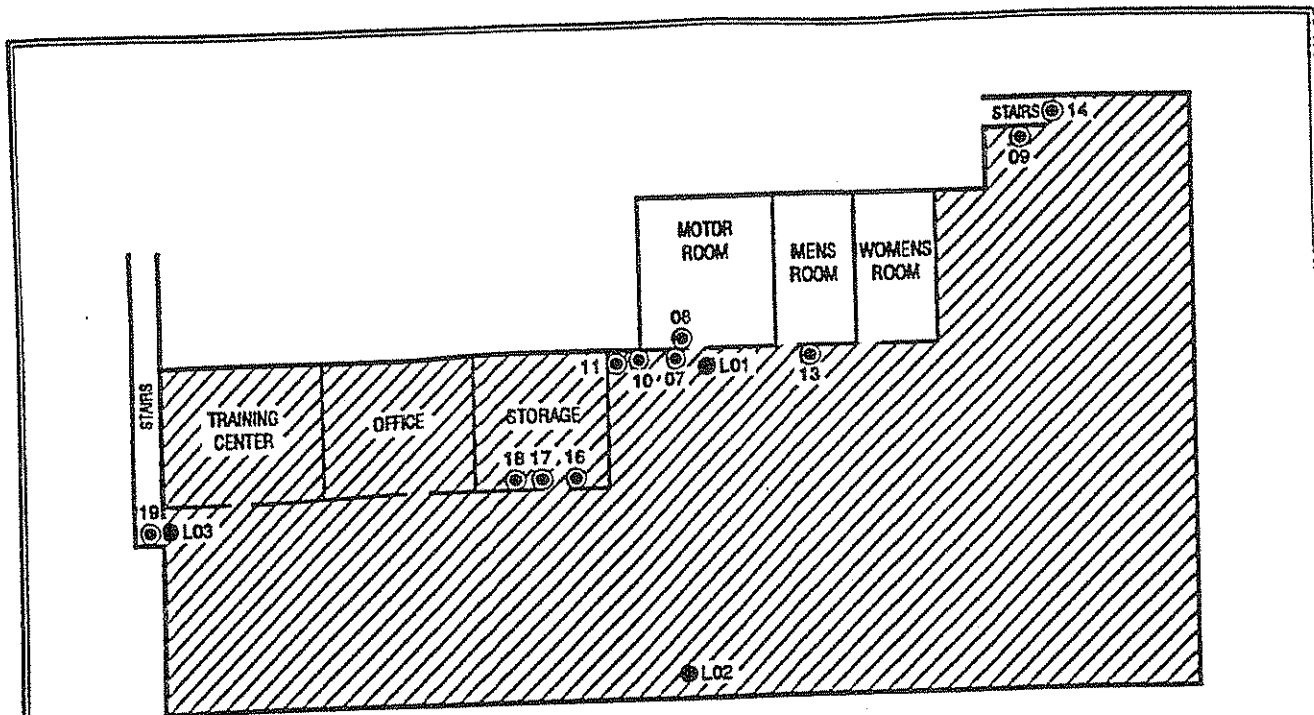 STAIRS
14
09
MOTOR
ROOM
MENS
ROOM
WOMENS
ROOM
08
11
10
07
L01
13
STAIRS
TRAINING
CENTER
OFFICE
STORAGE
18
17
16
19
L03
L02